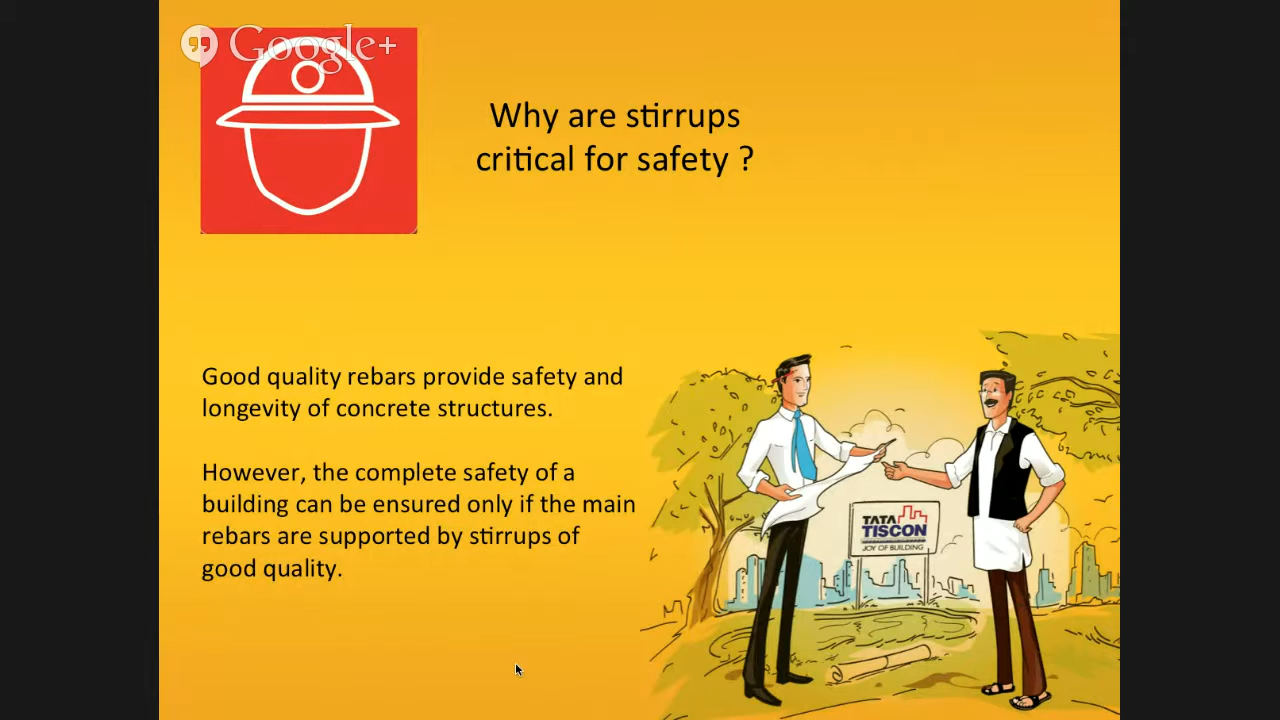 Google+
Why are stirrups
critical for safety ?
Good quality rebars provide safety and
longevity of concrete structures.
However, the complete safety of a
building can be ensured only if the main
rebars are supported by stirrups of
good quality.
TATA
TISCON
JOY OF BUILDING